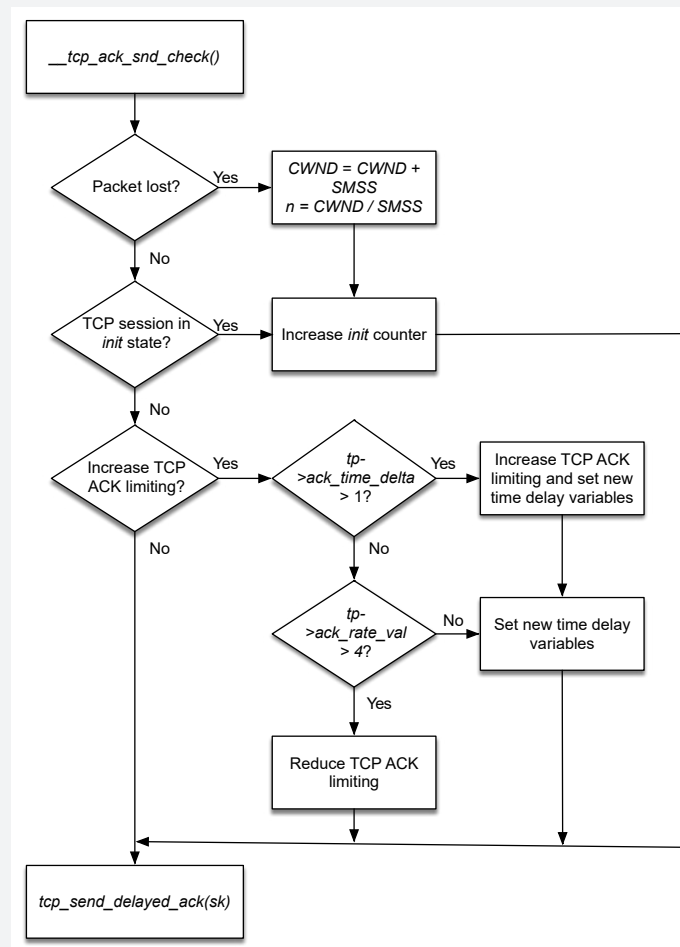 __tcp_ack_snd_check()
Packet lost?
Yes
CWND = CWND +
SMSS
n = CWND / SMSS
No
TCP session in
init state?
Yes
Increase init counter
No
Increase TCP
ACK limiting?
Yes
tp-
>ack_time_delta
> 1?
Yes
Increase TCP ACK
limiting and set new
time delay variables
No
No
tp-
>ack_rate_val
> 4?
No
Set new time delay
variables
Yes
Reduce TCP ACK
limiting
tcp_send_delayed_ack(sk)